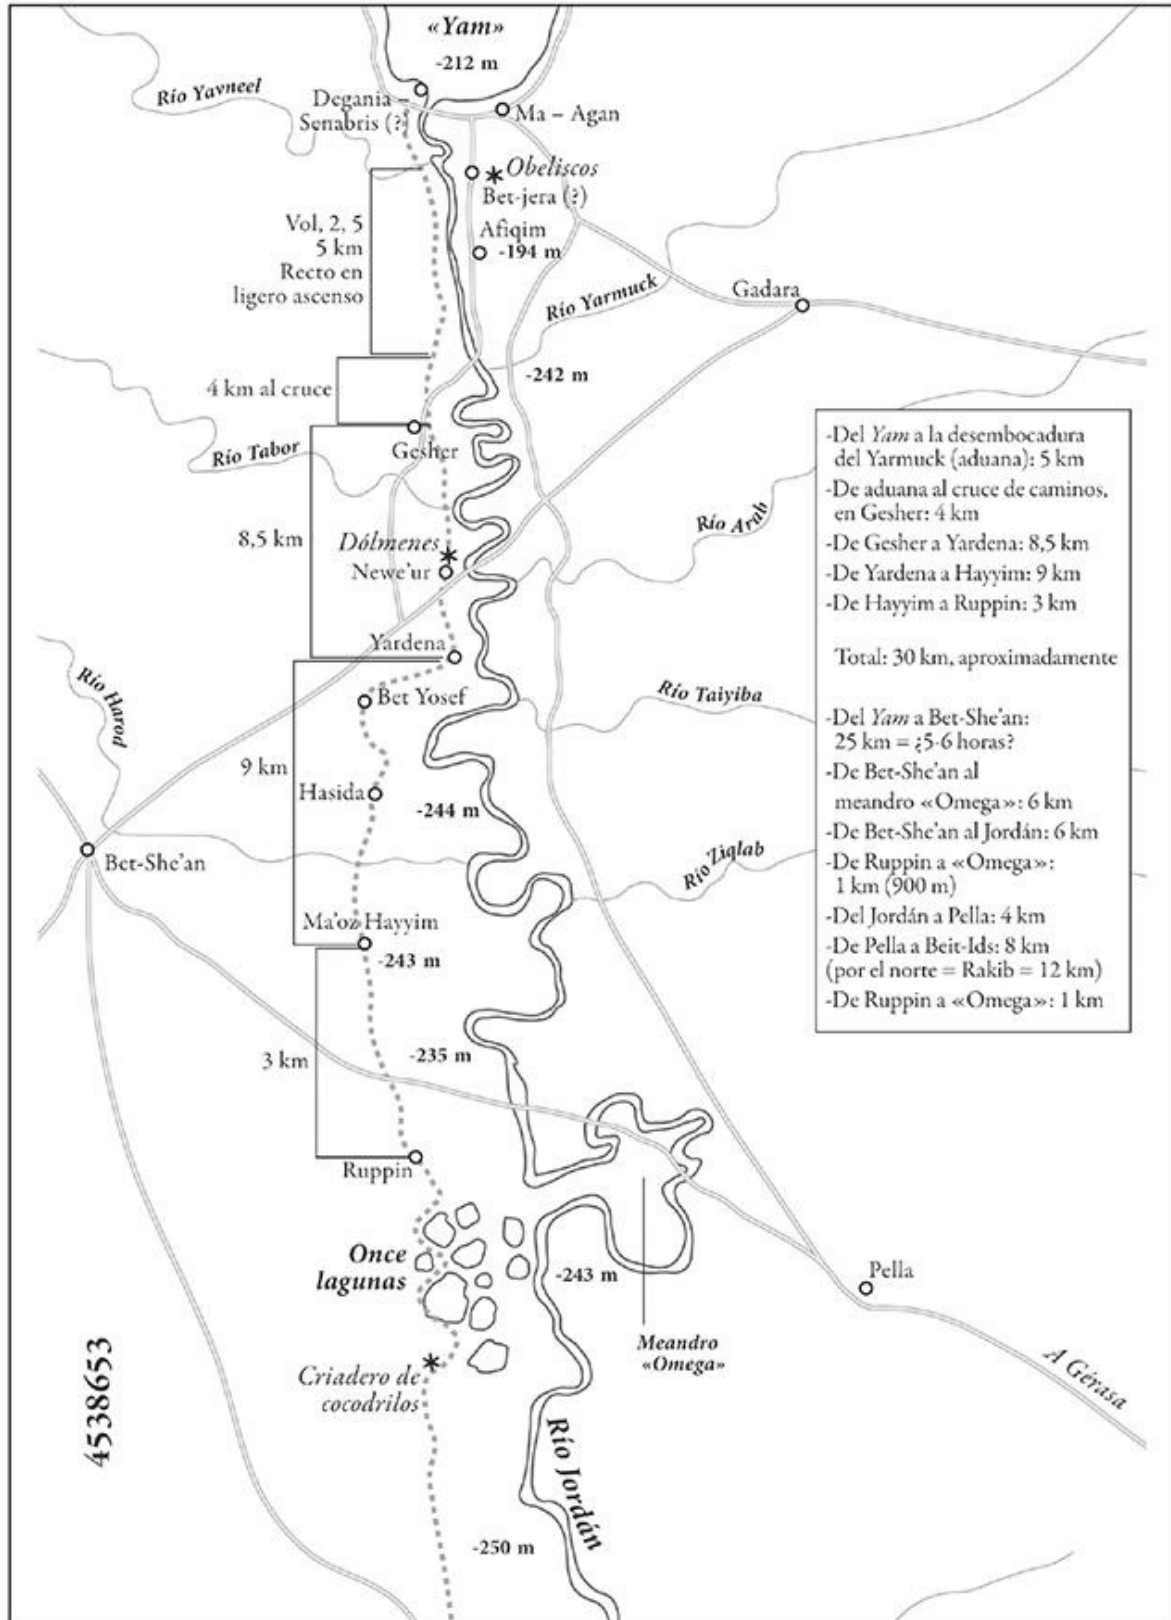 «Yam»
-212 m
Río Yavneel
Degania –
Senabris (?)
Ma – Agan
Obeliscos
Bet-jera (?)
Vol, 2, 5
5 km
Recto en
ligero ascenso
Afiqim
-194 m
Río Yarmuck
Gadara
-242 m
4 km al cruce
Gesher
Río Tabor
-Del Yam a la desembocadura
del Yarmuck (aduana): 5 km
-De aduana al cruce de caminos,
en Gesher: 4 km
-De Gesher a Yardena: 8,5 km
-De Yardena a Hayyim: 9 km
-De Hayyim a Ruppin: 3 km
Total: 30 km, aproximadamente
-Del Yam a Bet-She'an:
25 km = ¿5-6 horas?
-De Bet-She'an al
meandro «Omega»: 6 km
-De Bet-She'an al Jordán: 6 km
-De Ruppin a «Omega»:
1 km (900 m)
-Del Jordán a Pella: 4 km
-De Pella a Beit-Ids: 8 km
(por el norte = Rakib = 12 km)
-De Ruppin a «Omega»: 1 km
Río Arab
8,5 km
Dólmenes
Newe'ur
Yardena
Río Harod
Bet Yosef
Río Taiyiba
9 km
Hasida
-244 m
Bet-She'an
Río Ziqlab
Ma'oz Hayyim
-243 m
3 km
-235 m
Ruppin
Once
lagunas
-243 m
Pella
Meandro
«Omega»
Criadero de
cocodrilos
A Gérasa
4538653
Río Jordán
-250 m